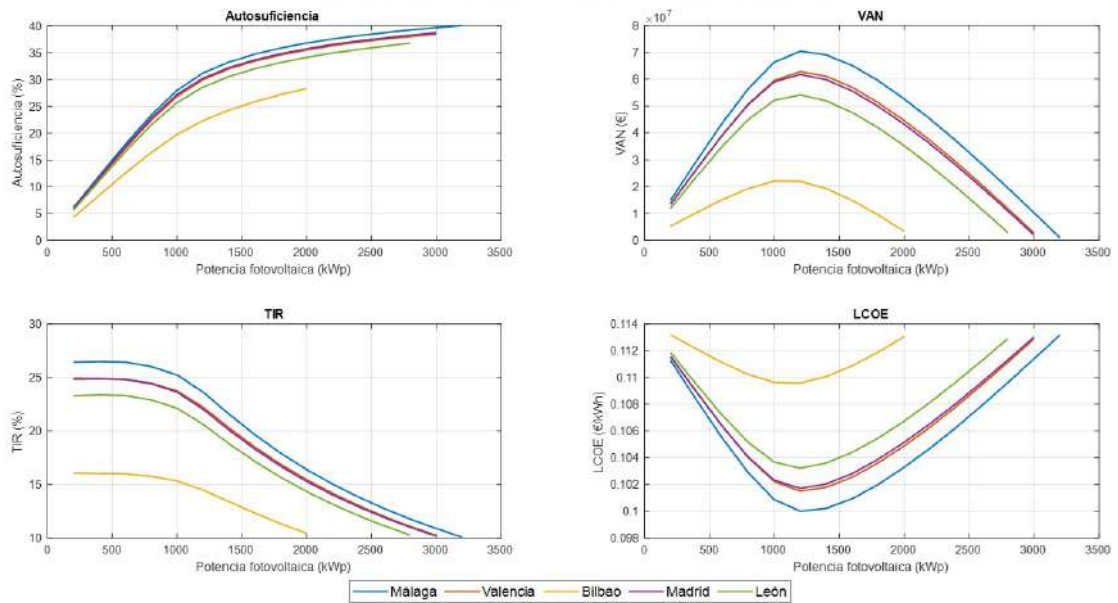 Autosuficiencia
Autosuficiencia (%)
40
35
30
25
20
15
10
5
0
0 500 1000 1500 2000 2500 3000 3500
Potencia fotovoltaica (kWp)
VAN
×10⁷
VAN (€)
8
7
6
5
4
3
2
1
0
0 500 1000 1500 2000 2500 3000 3500
Potencia fotovoltaica (kWp)
TIR
TIR (%)
30
25
20
15
10
0 500 1000 1500 2000 2500 3000 3500
Potencia fotovoltaica (kWp)
LCOE
LCOE (€/kWh)
0.114
0.112
0.11
0.108
0.106
0.104
0.102
0.1
0.098
0 500 1000 1500 2000 2500 3000 3500
Potencia fotovoltaica (kWp)
Málaga Valencia Bilbao Madrid León